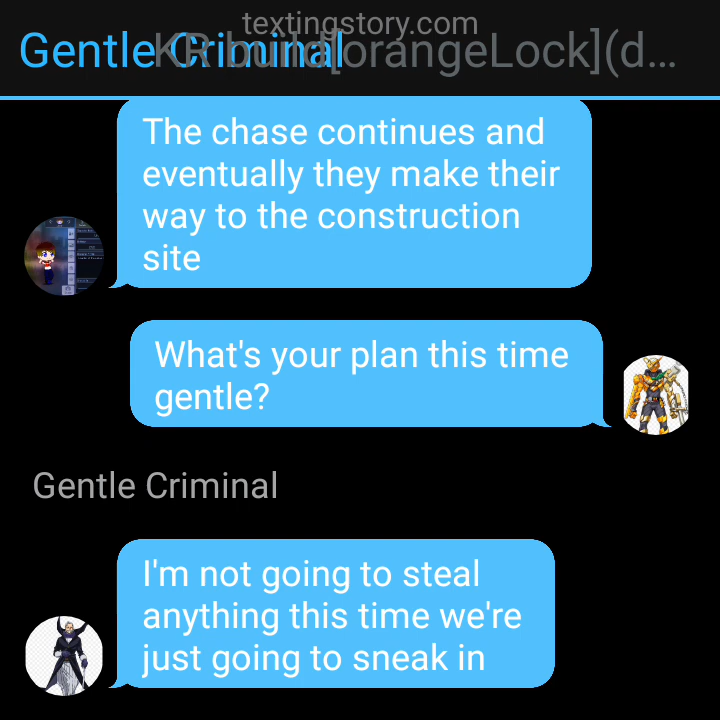 textingstory.com
Gentle Criminal
KR build[orangeLock](d...
The chase continues and
eventually they make their
way to the construction
site
What's your plan this time
gentle?
Gentle Criminal
I'm not going to steal
anything this time we're
just going to sneak in